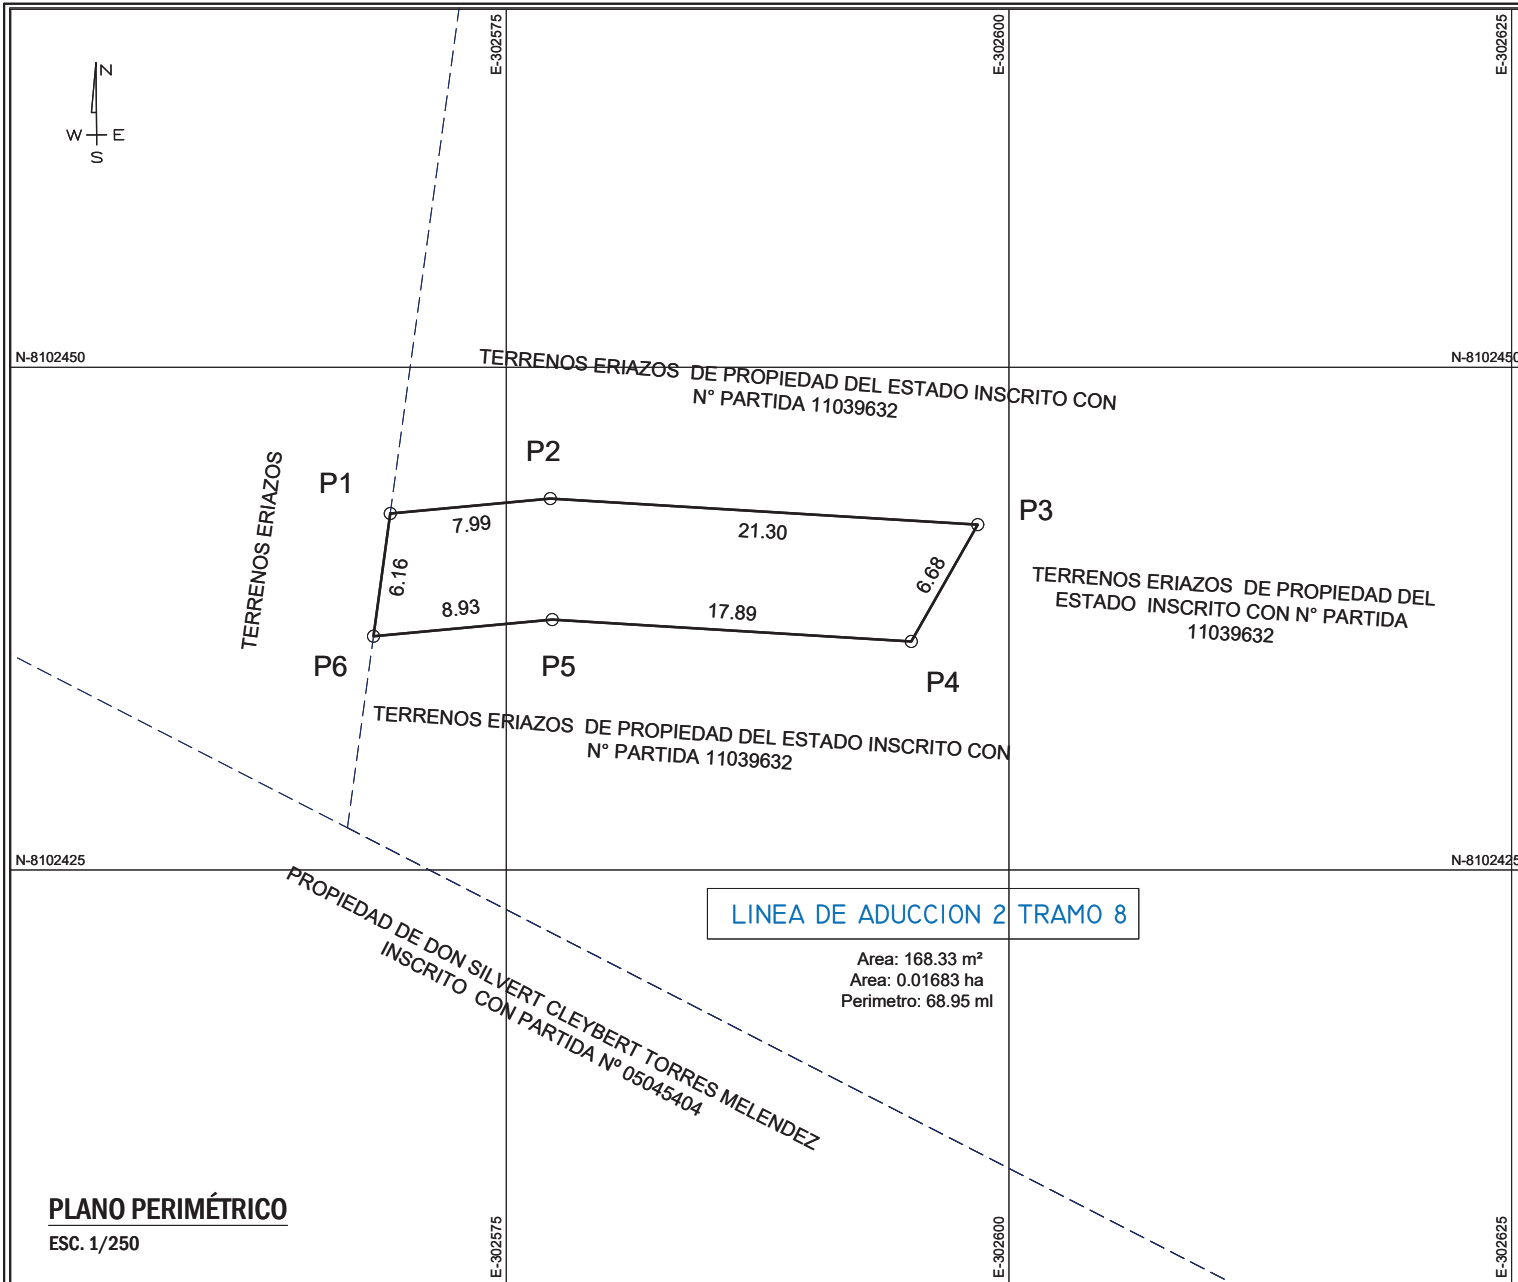 E-302575
E-302600
E-302625
N
W E
S
N-8102450
N-8102450
TERRENOS ERIAZOS DE PROPIEDAD DEL ESTADO INSCRITO CON
N° PARTIDA 11039632
TERRENOS ERIAZOS
P1
P2
P3
7.99
21.30
6.16
6.68
8.93
17.89
P6
P5
P4
TERRENOS ERIAZOS DE PROPIEDAD DEL
ESTADO INSCRITO CON N° PARTIDA
11039632
TERRENOS ERIAZOS DE PROPIEDAD DEL ESTADO INSCRITO CON
N° PARTIDA 11039632
N-8102425
N-8102425
PROPIEDAD DE DON SILVERT CLEYBERT TORRES MELENDEZ
INSCRITO CON PARTIDA Nº 05045404
LINEA DE ADUCCION 2 TRAMO 8
Area: 168.33 m²
Area: 0.01683 ha
Perimetro: 68.95 ml
PLANO PERIMÉTRICO
ESC. 1/250
E-302575
E-302600
E-302625